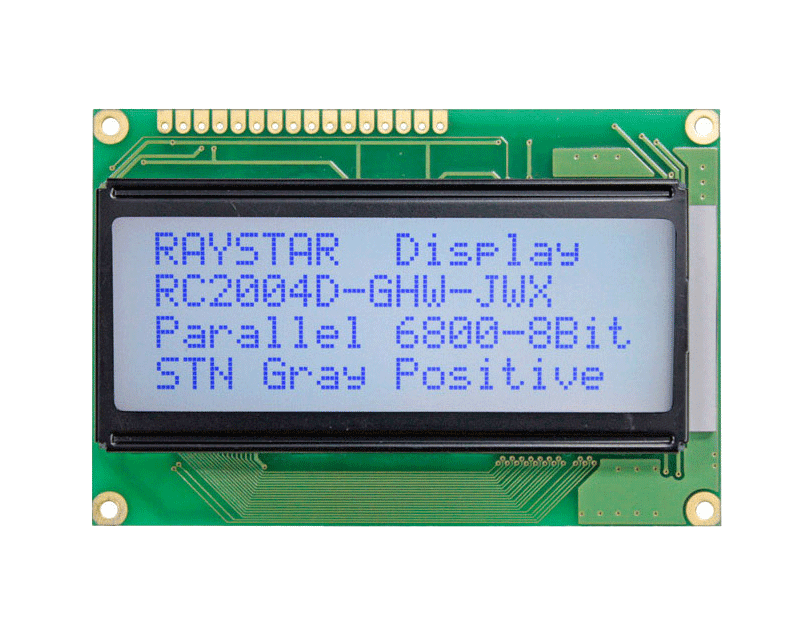 RAYSTAR  Display
RC2004D-GHW-JWX
Parallel 6800-8Bit
STN Gray Positive